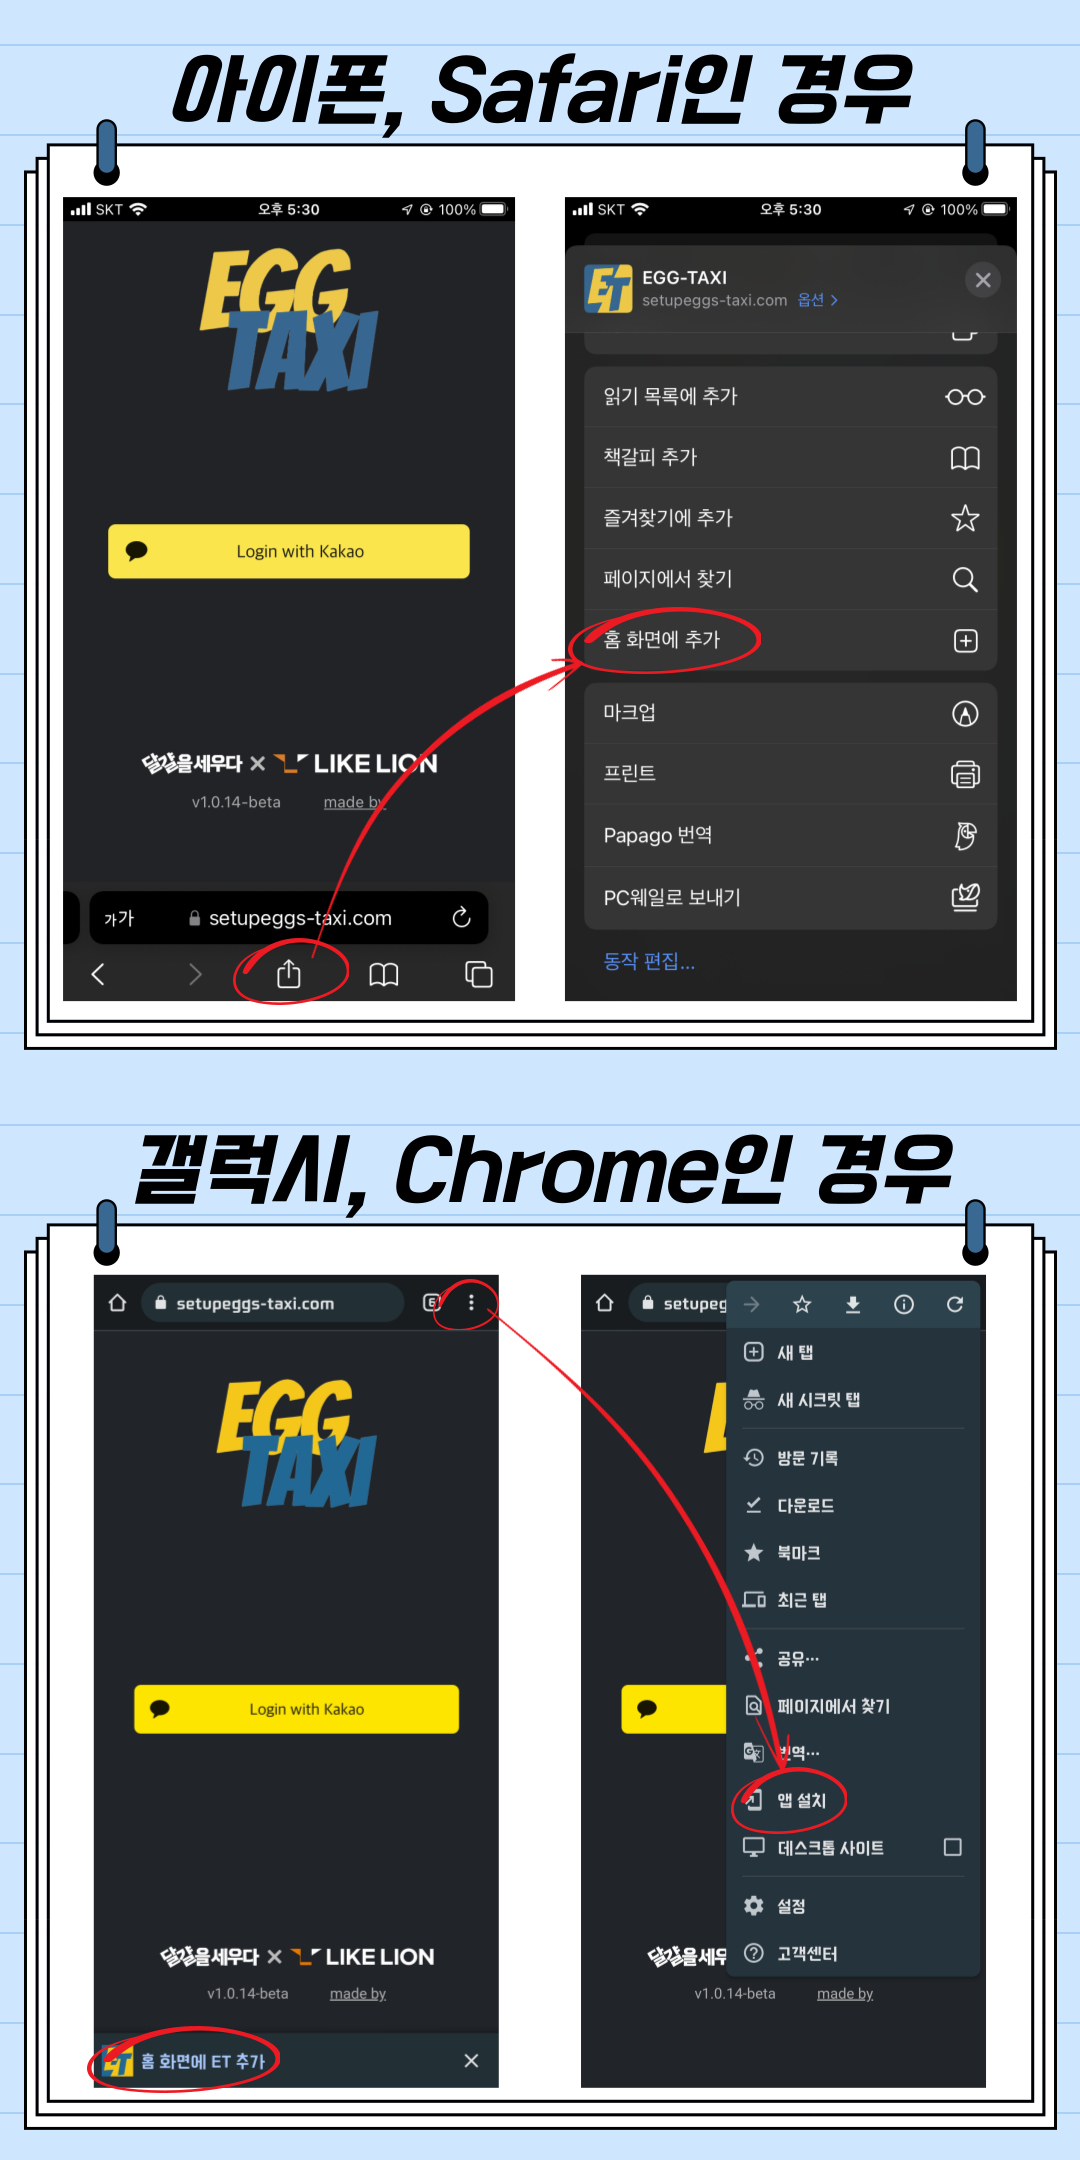 아이폰, Safari인 경우
SKT 오후 5:30 100%
EGG
TAXI
Login with Kakao
달걀을세우다 × LIKE LION
v1.0.14-beta made by
가가 setupeggs-taxi.com
SKT 오후 5:30 100%
ET
EGG-TAXI
setupeggs-taxi.com 옵션 >
읽기 목록에 추가
책갈피 추가
즐겨찾기에 추가
페이지에서 찾기
홈 화면에 추가
마크업
프린트
Papago 번역
PC웨일로 보내기
동작 편집...
갤럭시, Chrome인 경우
setupeggs-taxi.com
EGG
TAXI
Login with Kakao
달걀을세우다 × LIKE LION
v1.0.14-beta made by
ET 홈 화면에 ET 추가
setupeg
새 탭
새 시크릿 탭
방문 기록
다운로드
북마크
최근 탭
공유…
페이지에서 찾기
번역…
앱 설치
데스크톱 사이트
설정
고객센터
달걀을세우
v1.0.14-beta made by